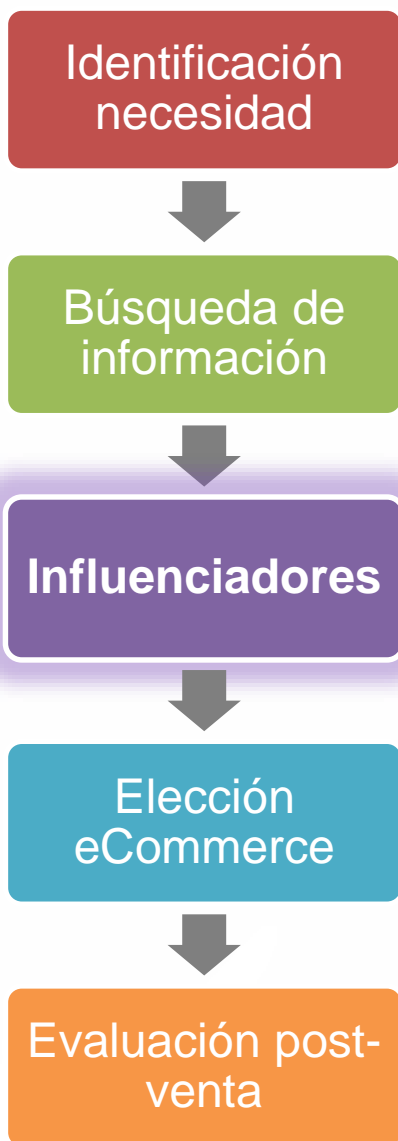 Identificación
necesidad
Búsqueda de
información
Influenciadores
Elección
eCommerce
Evaluación post-
venta